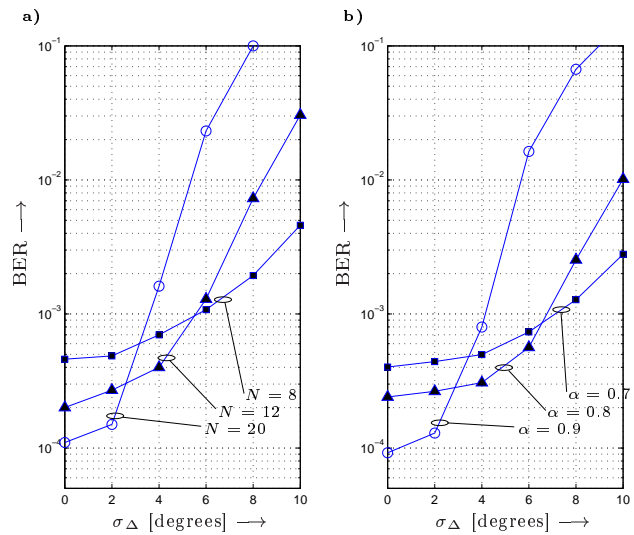 a)
10^-1
10^-2
10^-3
10^-4
BER →
N = 8
N = 12
N = 20
0 2 4 6 8 10
σ_Δ [degrees] →
b)
10^-1
10^-2
10^-3
10^-4
BER →
α = 0.7
α = 0.8
α = 0.9
0 2 4 6 8 10
σ_Δ [degrees] →